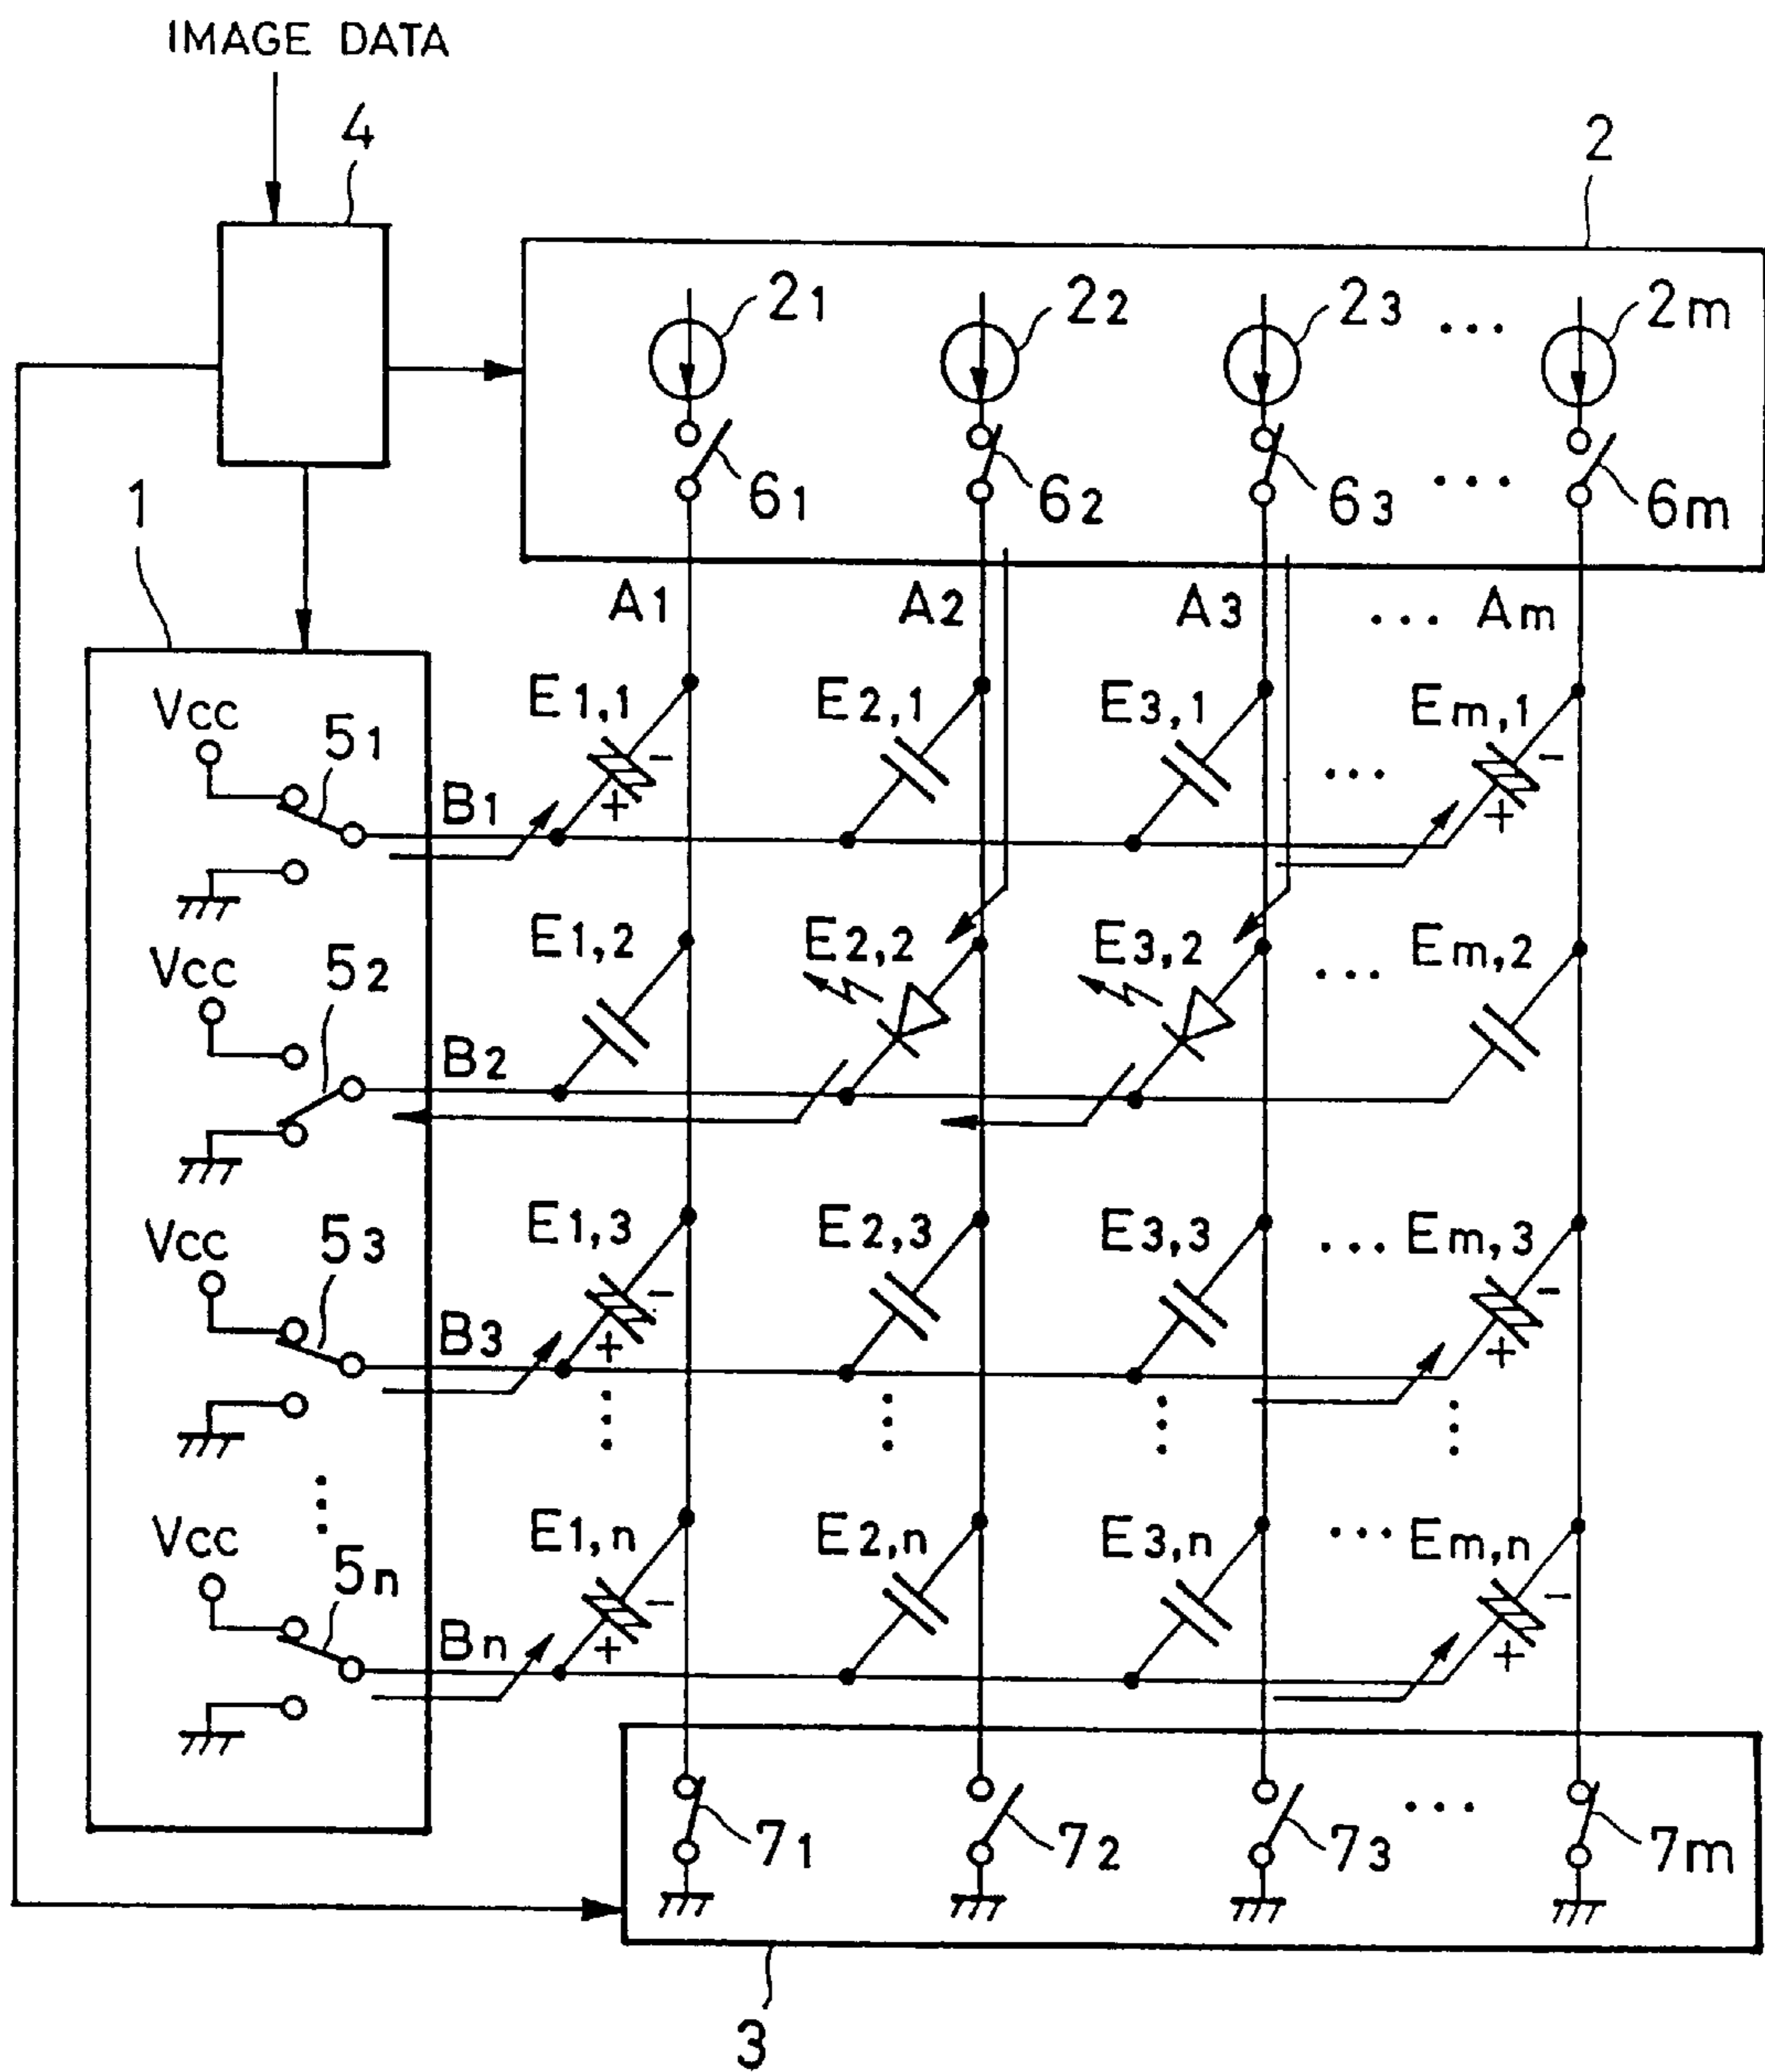 IMAGE DATA
4
2
21 22 23 ... 2m
61 62 63 ... 6m
1
A1 A2 A3 ... Am
Vcc 51 B1 E1,1 - + E2,1 E3,1 ... Em,1 - +
Vcc 52 B2 E1,2 E2,2 E3,2 ... Em,2
Vcc 53 B3 E1,3 - + E2,3 E3,3 ... Em,3 - +
Vcc 5n Bn E1,n - + E2,n E3,n ... Em,n - +
71 72 73 ... 7m
3